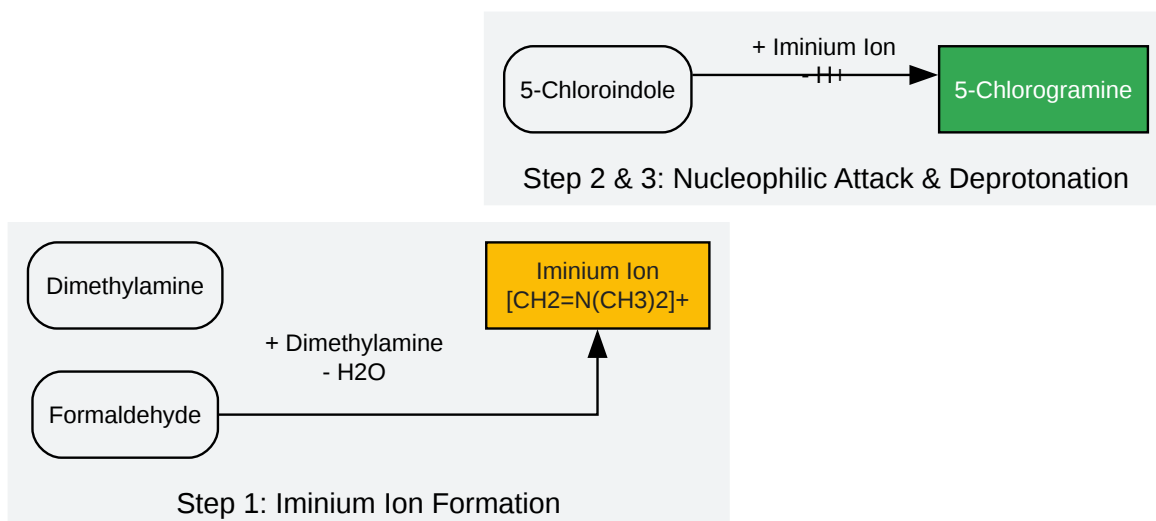 + Iminium Ion
- H+
5-Chloroindole
5-Chlorogramine
Step 2 & 3: Nucleophilic Attack & Deprotonation
Dimethylamine
Iminium Ion
[CH2=N(CH3)2]+
+ Dimethylamine
- H2O
Formaldehyde
Step 1: Iminium Ion Formation